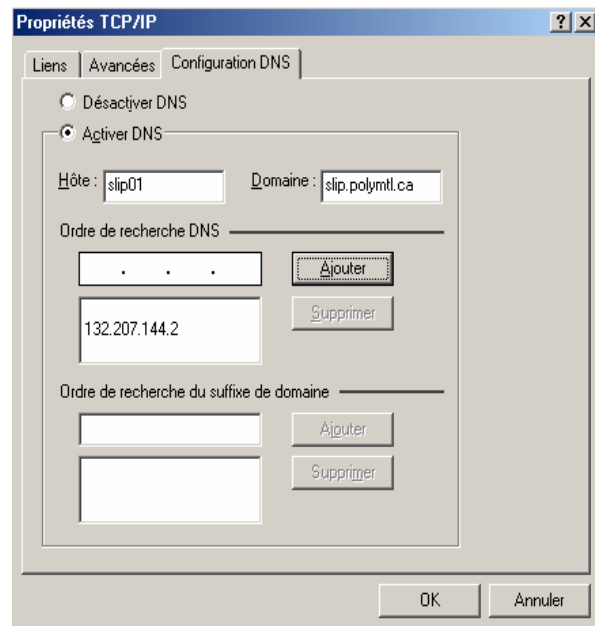 Propriétés TCP/IP
Liens Avancées Configuration DNS
Désactiver DNS
Activer DNS
Hôte : slip01 Domaine : slip.polymtl.ca
Ordre de recherche DNS
. . . Ajouter
Supprimer
132.207.144.2
Ordre de recherche du suffixe de domaine
Ajouter
Supprimer
OK Annuler